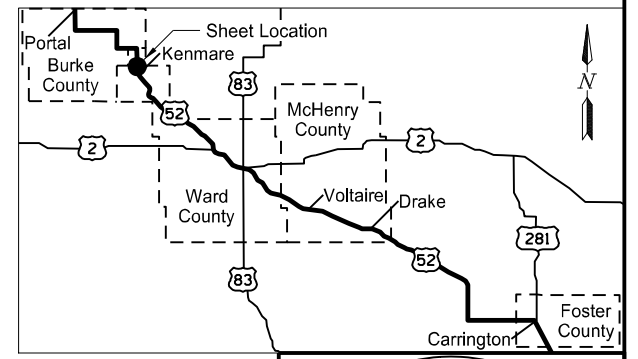 Portal
Sheet Location
Kenmare
Burke
County
83
52
McHenry
County
N
2
2
Ward
County
Voltaire
Drake
281
52
83
Foster
County
Carrington